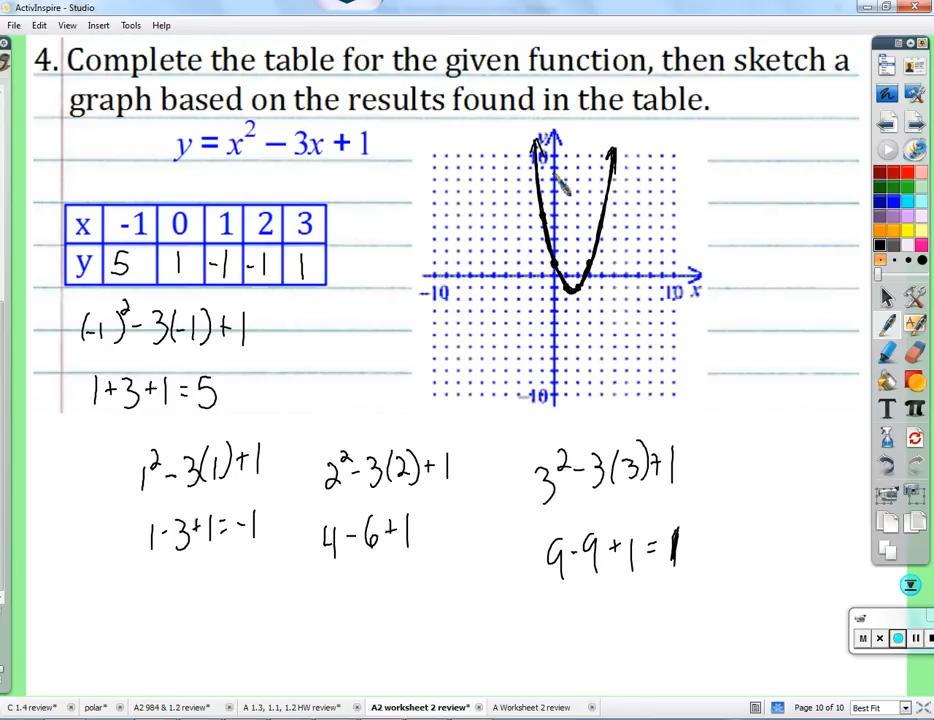 ActivInspire - Studio
File Edit View Insert Tools Help
4. Complete the table for the given function, then sketch a
graph based on the results found in the table.
y = x² − 3x + 1
x -1 0 1 2 3
y 5 1 -1 -1 1
y
10
-10 10 x
-10
(-1)² - 3(-1) + 1
1 + 3 + 1 = 5
1² - 3(1) + 1 2² - 3(2) + 1 3² - 3(3) + 1
1 - 3 + 1 = -1 4 - 6 + 1 9 - 9 + 1 = 1
M
C 1.4 review* polar* A2 984 & 1.2 review* A 1.3, 1.1, 1.2 HW review* A2 worksheet 2 review* A Worksheet 2 review Page 10 of 10 Best Fit